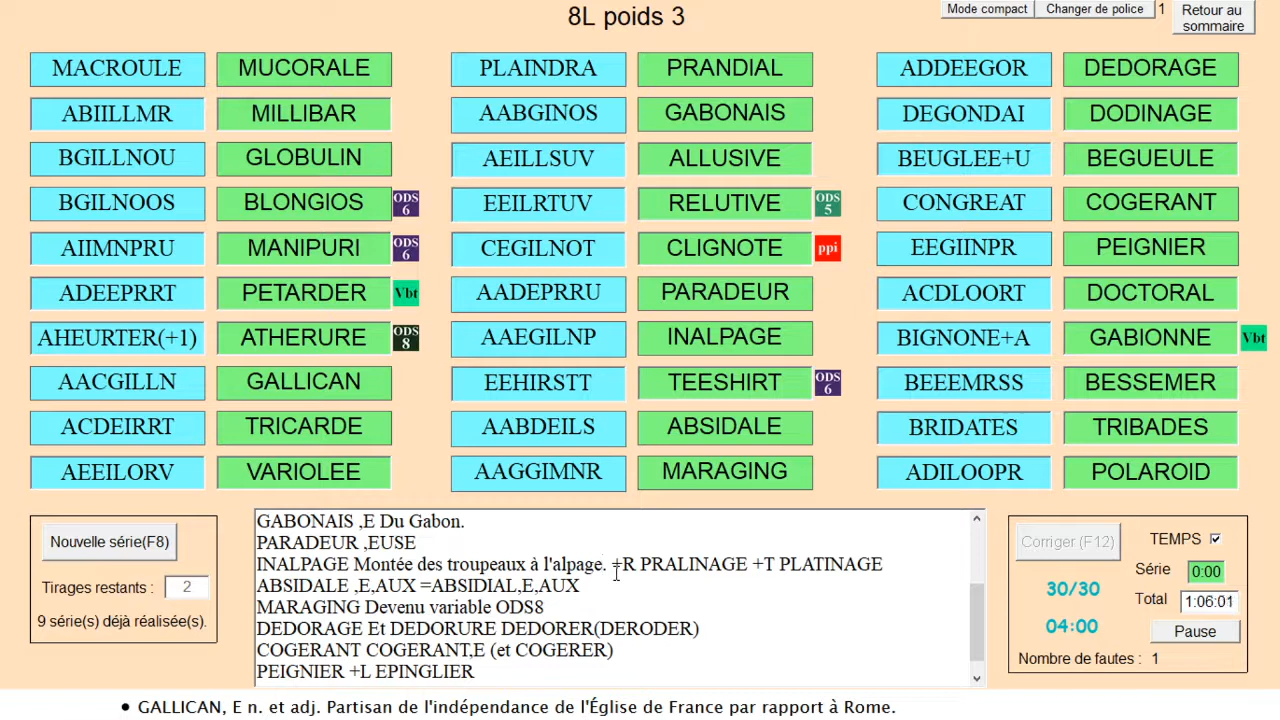 8L poids 3
Mode compact
Changer de police
1
Retour au
sommaire
MACROULE MUCORALE
ABIILLMR MILLIBAR
BGILLNOU GLOBULIN
BGILNOOS BLONGIOS ODS 6
AIIMNPRU MANIPURI ODS 6
ADEEPRRT PETARDER Vbt
AHEURTER(+1) ATHERURE ODS 8
AACGILLN GALLICAN
ACDEIRRT TRICARDE
AEEILORV VARIOLEE
PLAINDRA PRANDIAL
AABGINOS GABONAIS
AEILLSUV ALLUSIVE
EEILRTUV RELUTIVE ODS 5
CEGILNOT CLIGNOTE ppi
AADEPRRU PARADEUR
AAEGILNP INALPAGE
EEHIRSTT TEESHIRT ODS 6
AABDEILS ABSIDALE
AAGGIMNR MARAGING
ADDEEGOR DEDORAGE
DEGONDAI DODINAGE
BEUGLEE+U BEGUEULE
CONGREAT COGERANT
EEGIINPR PEIGNIER
ACDLOORT DOCTORAL
BIGNONE+A GABIONNE Vbt
BEEEMRSS BESSEMER
BRIDATES TRIBADES
ADILOOPR POLAROID
Nouvelle série(F8)
Tirages restants : 2
9 série(s) déjà réalisée(s).
GABONAIS ,E Du Gabon.
PARADEUR ,EUSE
INALPAGE Montée des troupeaux à l'alpage. +R PRALINAGE +T PLATINAGE
ABSIDALE ,E,AUX =ABSIDIAL,E,AUX
MARAGING Devenu variable ODS8
DEDORAGE Et DEDORURE DEDORER(DERODER)
COGERANT COGERANT,E (et COGERER)
PEIGNIER +L EPINGLIER
Corriger (F12)
TEMPS
Série 0:00
30/30
Total 1:06:01
04:00
Pause
Nombre de fautes : 1
• GALLICAN, E n. et adj. Partisan de l'indépendance de l'Église de France par rapport à Rome.